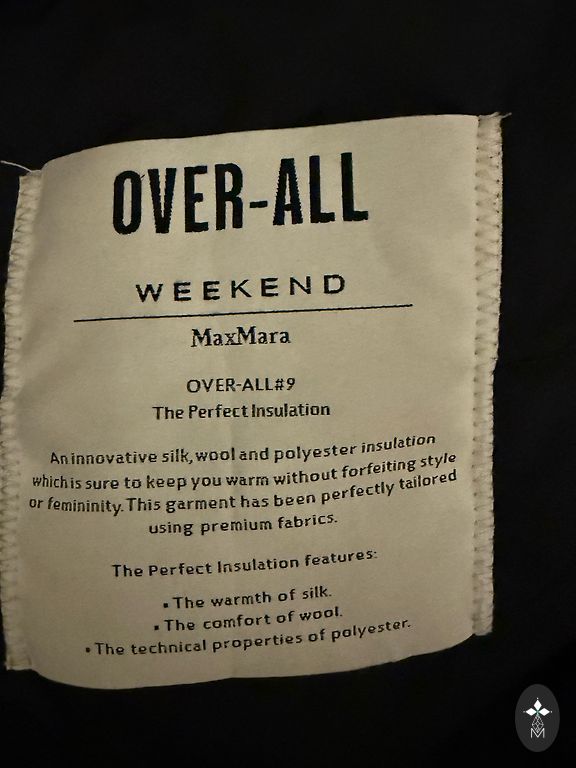 OVER-ALL
WEEKEND
MaxMara
OVER-ALL#9
The Perfect Insulation
An innovative silk, wool and polyester insulation
which is sure to keep you warm without forfeiting style
or femininity. This garment has been perfectly tailored
using premium fabrics.
The Perfect Insulation features:
▪ The warmth of silk.
▪ The comfort of wool.
▪ The technical properties of polyester.
M